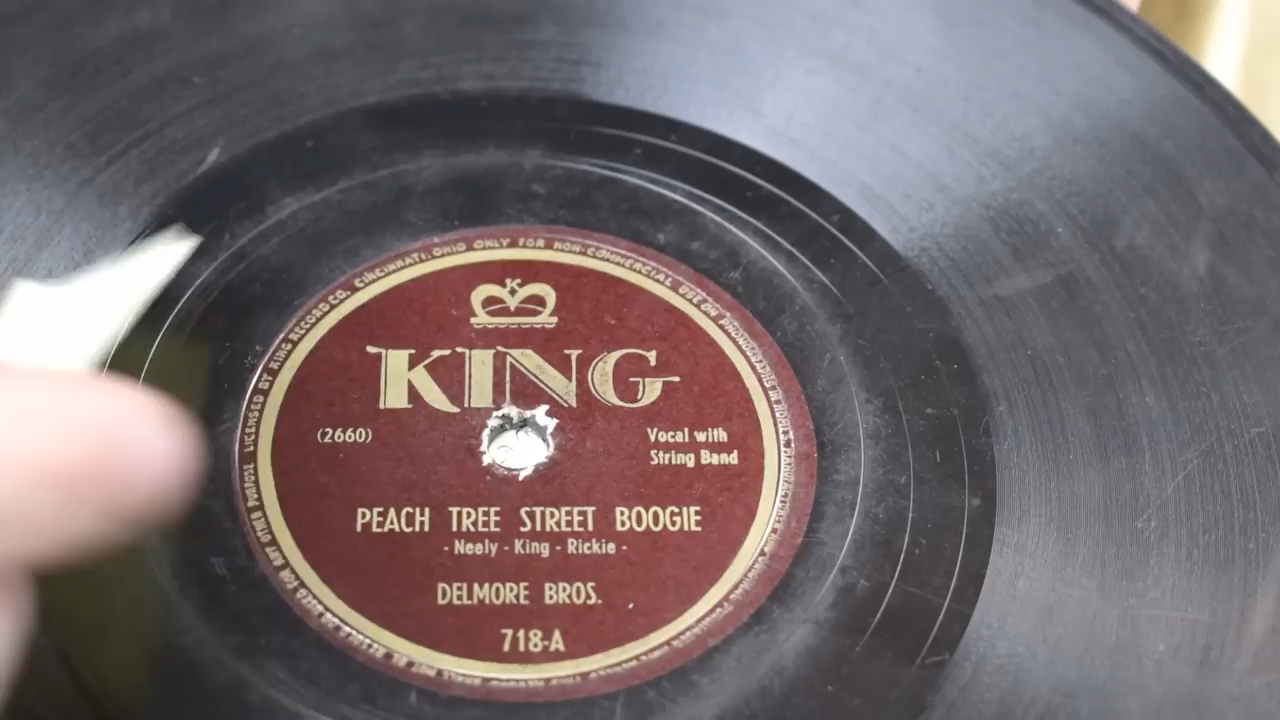 LICENSED BY KING RECORD CO. CINCINNATI, OHIO ONLY FOR NON-COMMERCIAL USE ON PHONOGRAPHS IN HOMES.
K
KING
(2660)
Vocal with
String Band
PEACH TREE STREET BOOGIE
- Neely - King - Rickie -
DELMORE BROS.
718-A